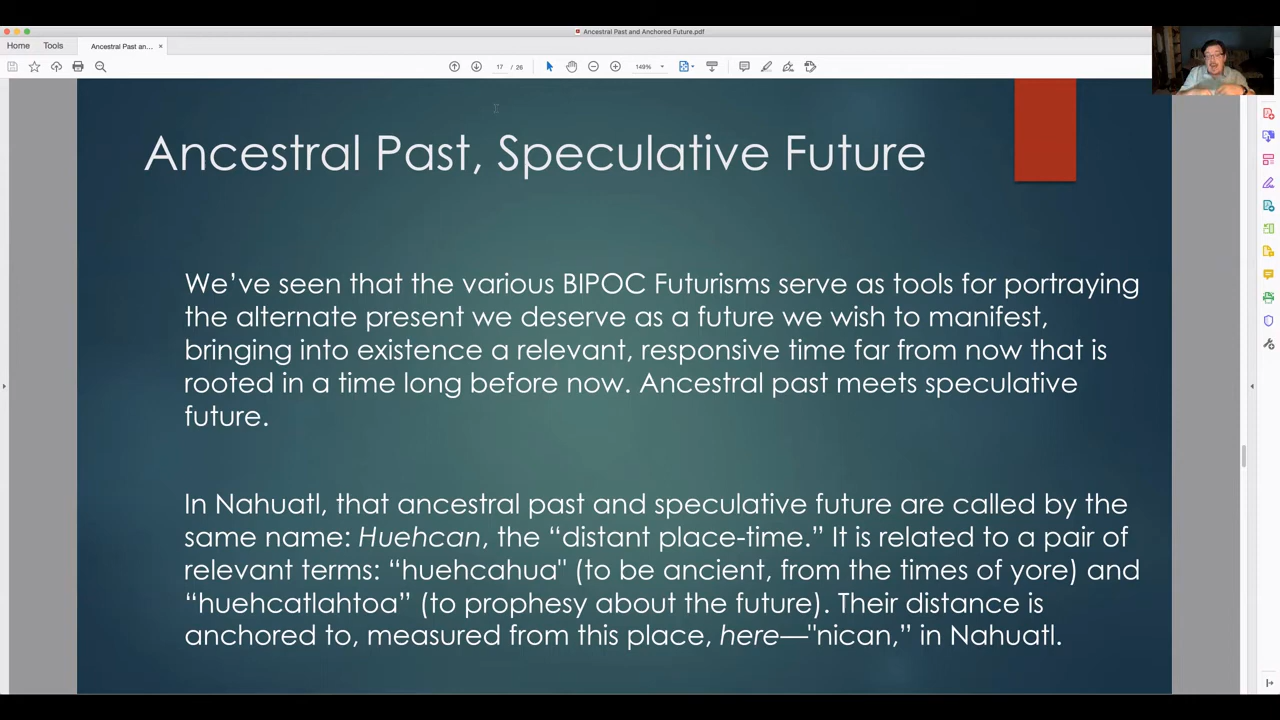 Ancestral Past and Anchored Future.pdf
Home Tools Ancestral Past an... ×
17 / 26 149%
Ancestral Past, Speculative Future
We’ve seen that the various BIPOC Futurisms serve as tools for portraying
the alternate present we deserve as a future we wish to manifest,
bringing into existence a relevant, responsive time far from now that is
rooted in a time long before now. Ancestral past meets speculative
future.
In Nahuatl, that ancestral past and speculative future are called by the
same name: Huehcan, the “distant place-time.” It is related to a pair of
relevant terms: “huehcahua" (to be ancient, from the times of yore) and
“huehcatlahtoa” (to prophesy about the future). Their distance is
anchored to, measured from this place, here—"nican,” in Nahuatl.